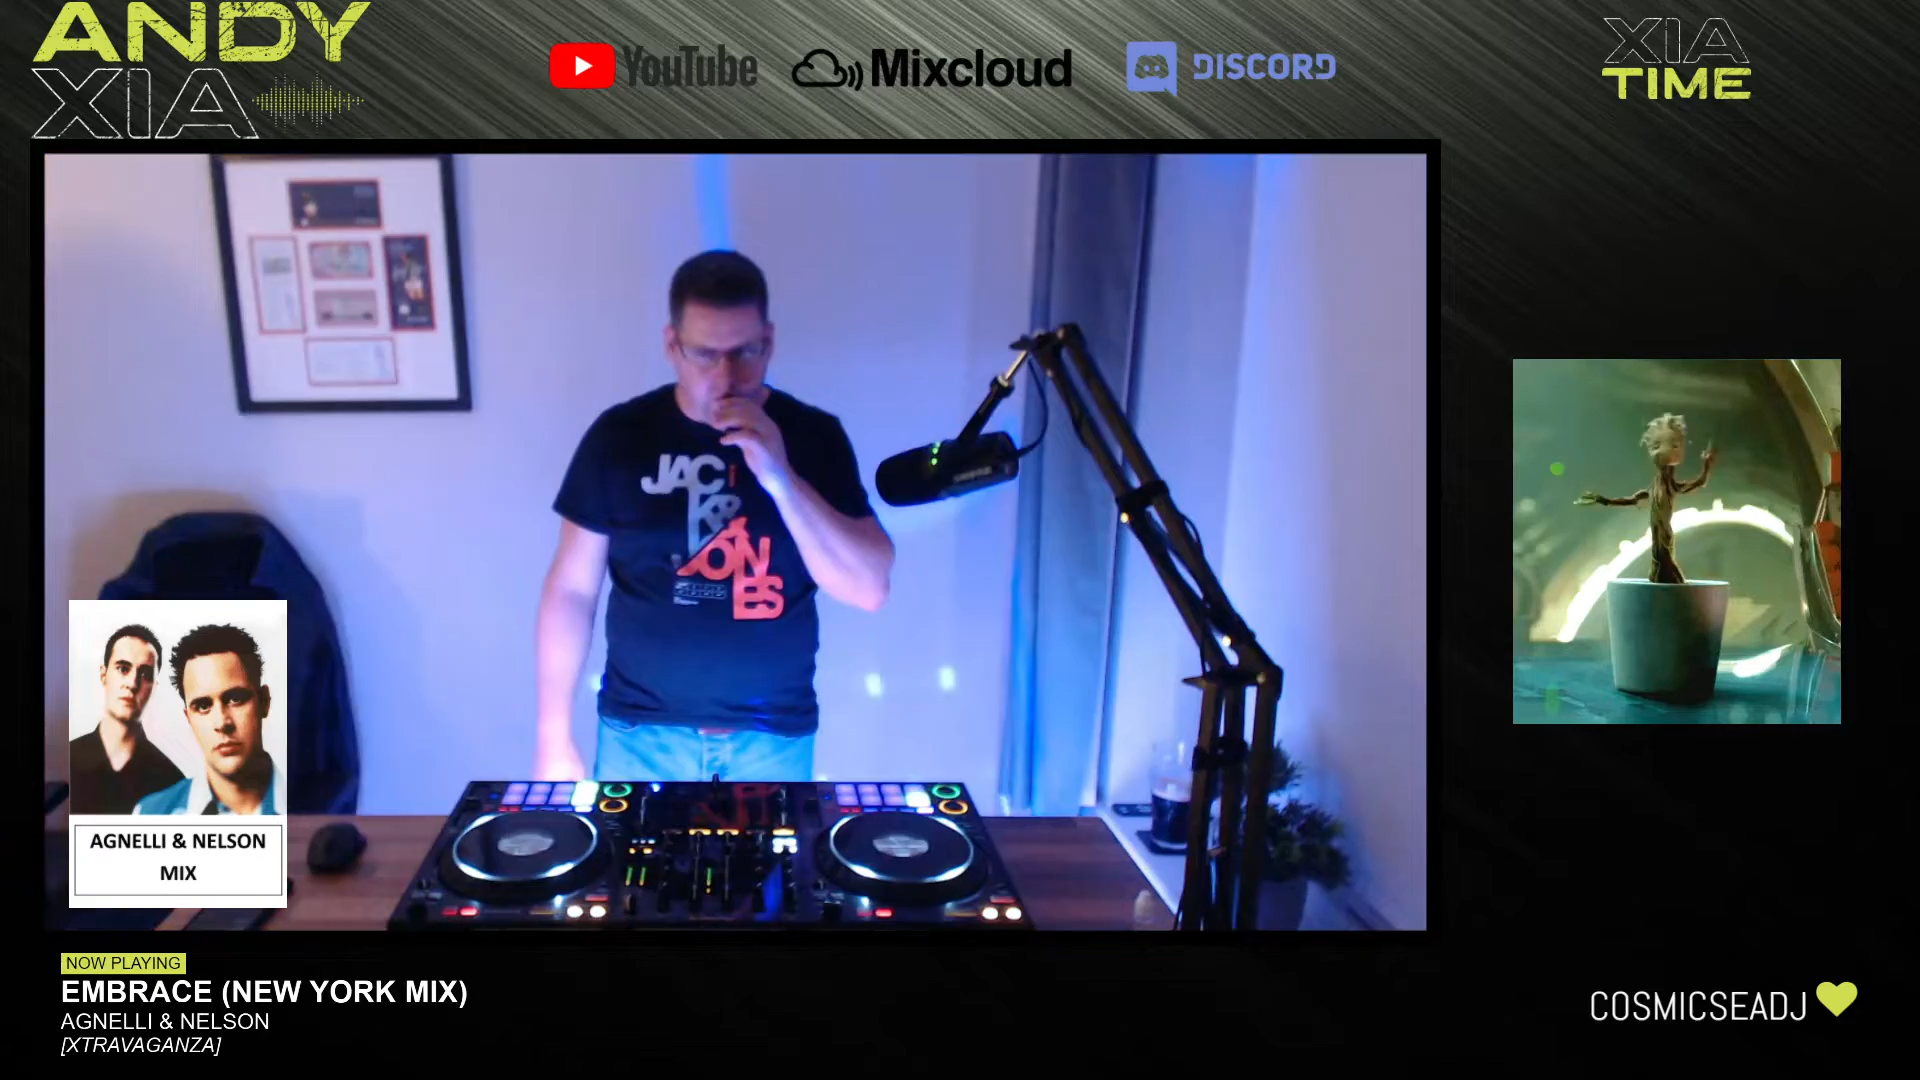 ANDY
XIA
YouTube
Mixcloud
DISCORD
XIA
TIME
JAC
K&
JONES
AGNELLI & NELSON
MIX
NOW PLAYING
EMBRACE (NEW YORK MIX)
AGNELLI & NELSON
[XTRAVAGANZA]
COSMICSEADJ